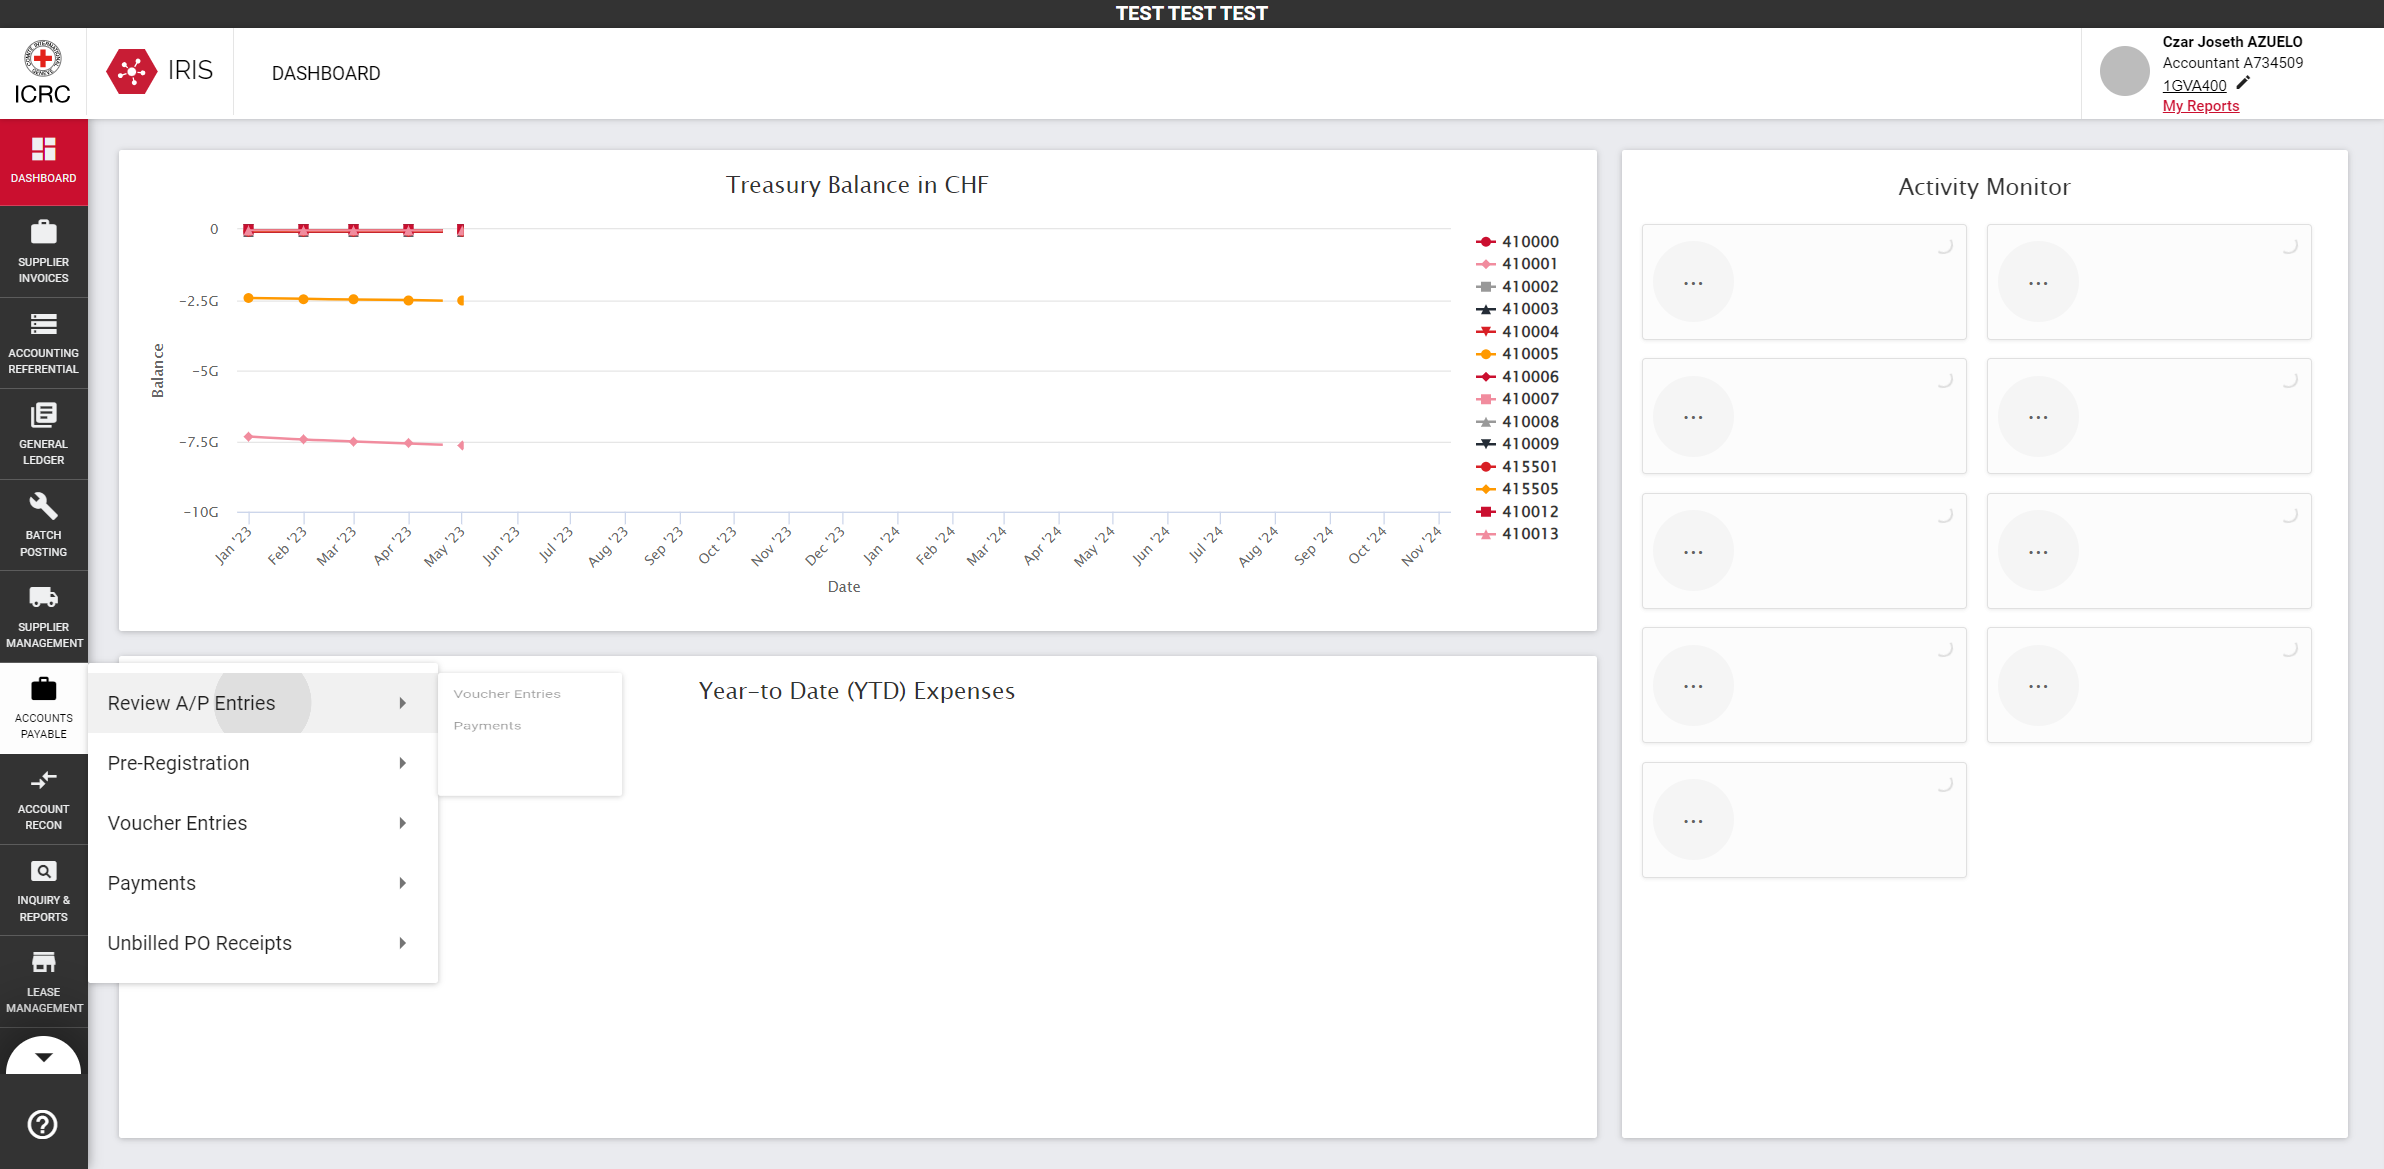 TEST TEST TEST
ICRC
IRIS
DASHBOARD
Czar Joseth AZUELO
Accountant A734509
1GVA400
My Reports
DASHBOARD
SUPPLIER
INVOICES
ACCOUNTING
REFERENTIAL
GENERAL
LEDGER
BATCH
POSTING
SUPPLIER
MANAGEMENT
ACCOUNTS
PAYABLE
ACCOUNT
RECON
INQUIRY &
REPORTS
LEASE
MANAGEMENT
Treasury Balance in CHF
Balance
0
−2.5G
−5G
−7.5G
−10G
Jan '23
Feb '23
Mar '23
Apr '23
May '23
Jun '23
Jul '23
Aug '23
Sep '23
Oct '23
Nov '23
Dec '23
Jan '24
Feb '24
Mar '24
Apr '24
May '24
Jun '24
Jul '24
Aug '24
Sep '24
Oct '24
Nov '24
Date
410000
410001
410002
410003
410004
410005
410006
410007
410008
410009
415501
415505
410012
410013
Review A/P Entries
Pre-Registration
Voucher Entries
Payments
Unbilled PO Receipts
Voucher Entries
Payments
Year-to Date (YTD) Expenses
Activity Monitor
...
...
...
...
...
...
...
...
...